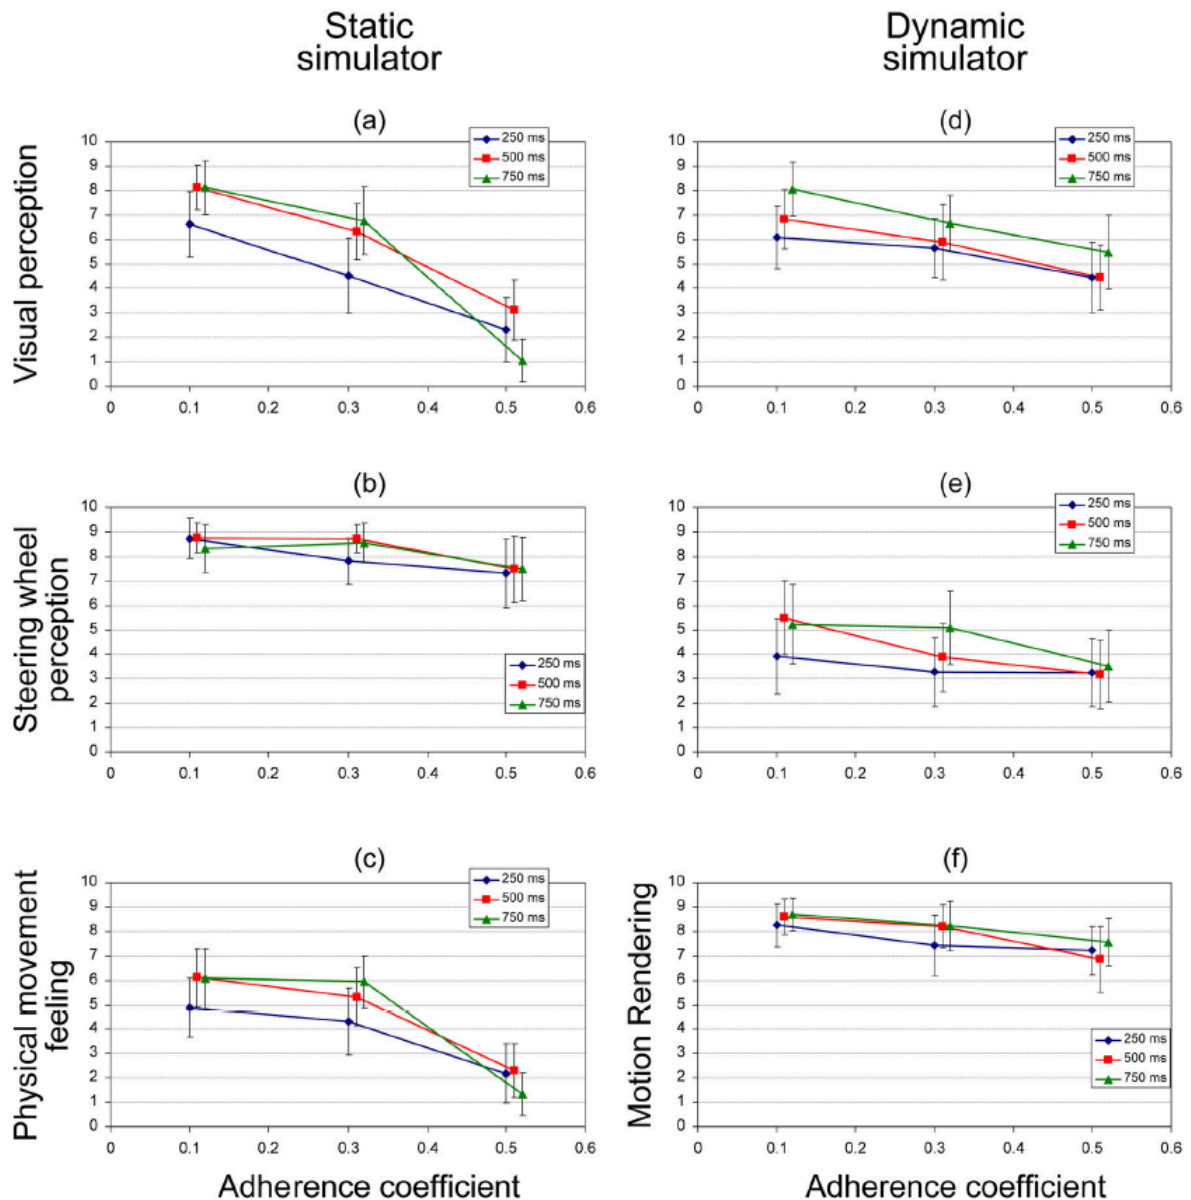 Static
simulator
Dynamic
simulator
(a)
Visual perception
10
9
8
7
6
5
4
3
2
1
0
0 0.1 0.2 0.3 0.4 0.5 0.6
250 ms
500 ms
750 ms
(d)
10
9
8
7
6
5
4
3
2
1
0
0 0.1 0.2 0.3 0.4 0.5 0.6
250 ms
500 ms
750 ms
(b)
Steering wheel
perception
10
9
8
7
6
5
4
3
2
1
0
0 0.1 0.2 0.3 0.4 0.5 0.6
250 ms
500 ms
750 ms
(e)
10
9
8
7
6
5
4
3
2
1
0
0 0.1 0.2 0.3 0.4 0.5 0.6
250 ms
500 ms
750 ms
(c)
Physical movement
feeling
10
9
8
7
6
5
4
3
2
1
0
0 0.1 0.2 0.3 0.4 0.5 0.6
250 ms
500 ms
750 ms
Adherence coefficient
(f)
Motion Rendering
10
9
8
7
6
5
4
3
2
1
0
0 0.1 0.2 0.3 0.4 0.5 0.6
250 ms
500 ms
750 ms
Adherence coefficient